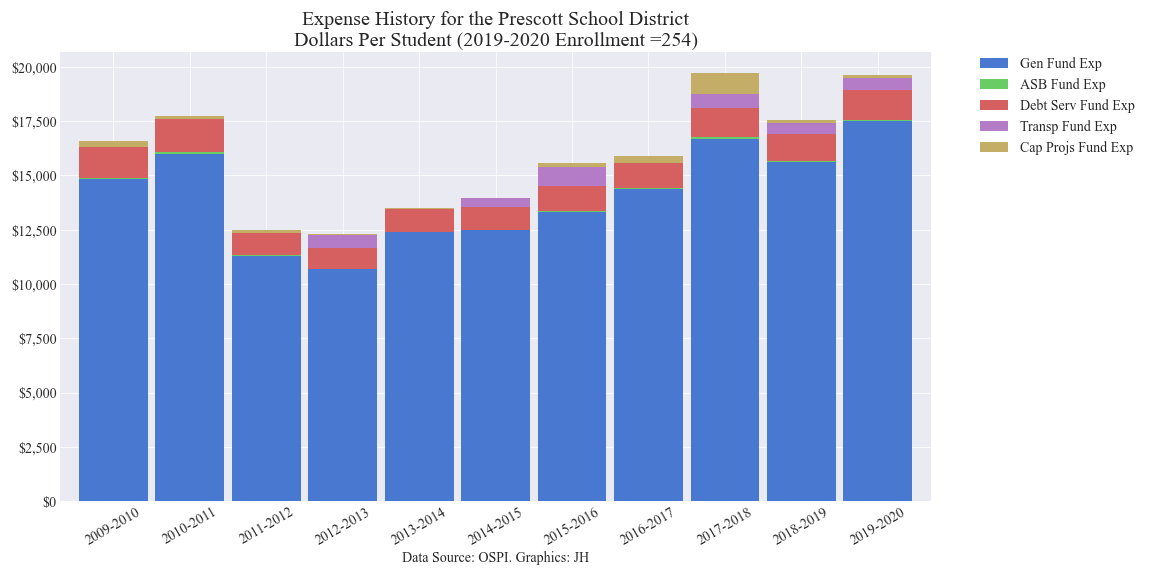 Expense History for the Prescott School District
Dollars Per Student (2019-2020 Enrollment =254)
$20,000
$17,500
$15,000
$12,500
$10,000
$7,500
$5,000
$2,500
$0
2009-2010
2010-2011
2011-2012
2012-2013
2013-2014
2014-2015
2015-2016
2016-2017
2017-2018
2018-2019
2019-2020
Data Source: OSPI. Graphics: JH
Gen Fund Exp
ASB Fund Exp
Debt Serv Fund Exp
Transp Fund Exp
Cap Projs Fund Exp